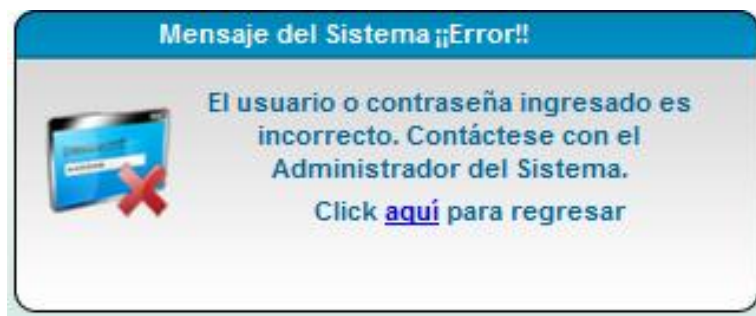 Mensaje del Sistema ¡¡Error!!
El usuario o contraseña ingresado es
incorrecto. Contáctese con el
Administrador del Sistema.
Click aquí para regresar